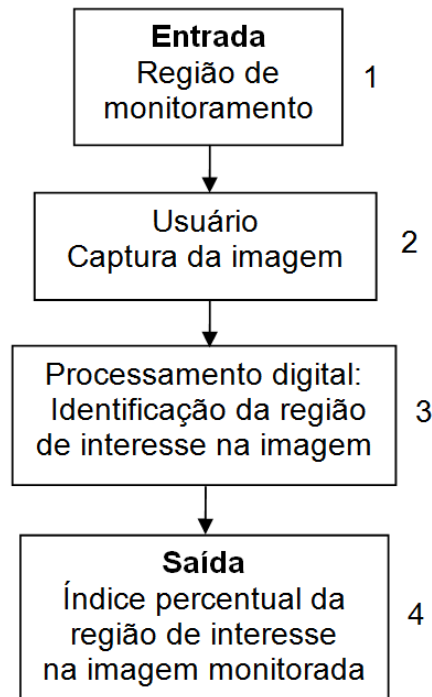 Entrada
Região de
monitoramento
1
Usuário
Captura da imagem
2
Processamento digital:
Identificação da região
de interesse na imagem
3
Saída
Índice percentual da
região de interesse
na imagem monitorada
4